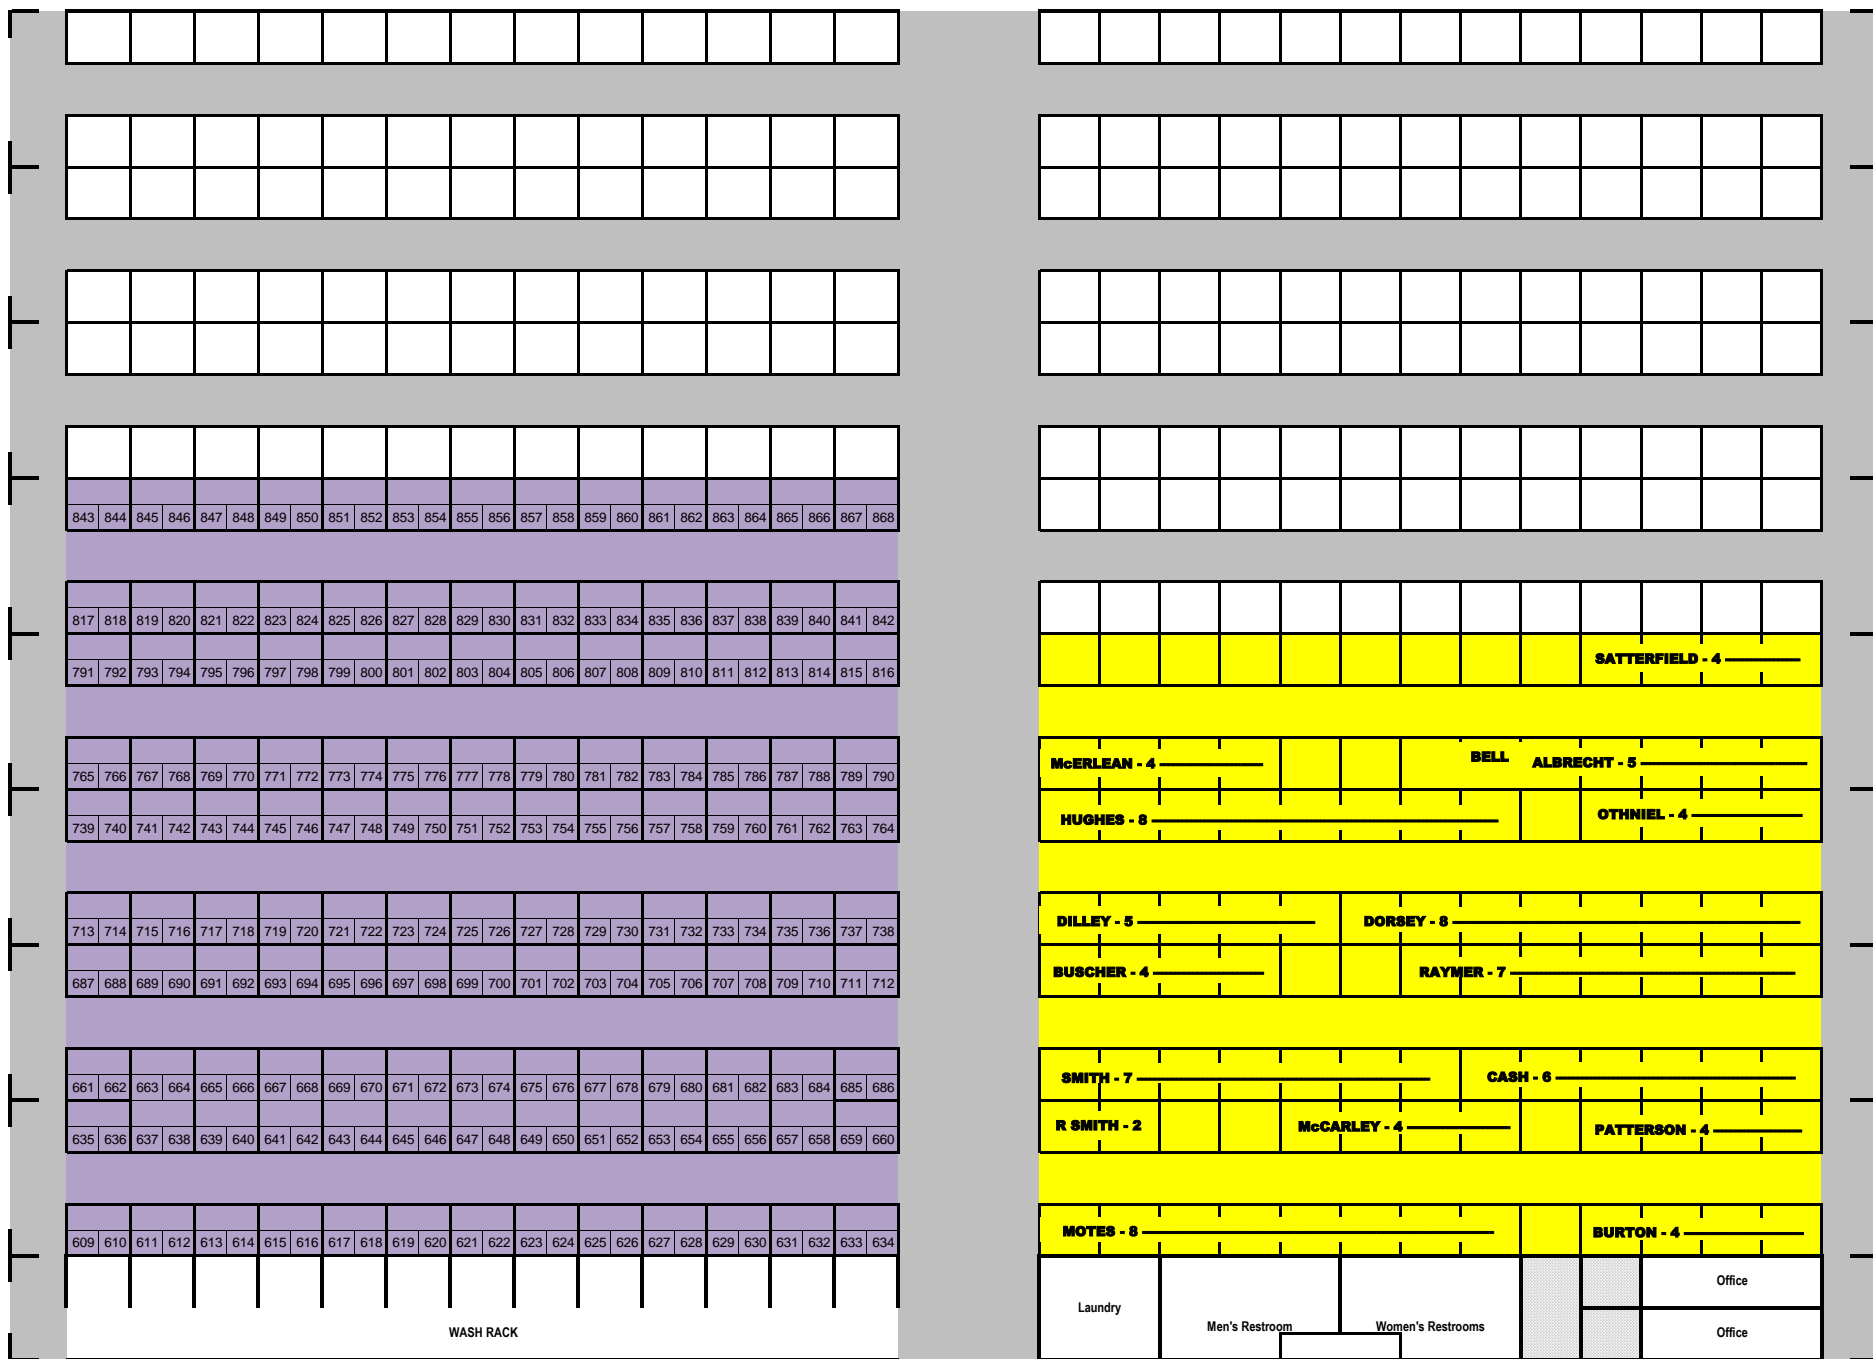 843 844 845 846 847 848 849 850 851 852 853 854 855 856 857 858 859 860 861 862 863 864 865 866 867 868
817 818 819 820 821 822 823 824 825 826 827 828 829 830 831 832 833 834 835 836 837 838 839 840 841 842
791 792 793 794 795 796 797 798 799 800 801 802 803 804 805 806 807 808 809 810 811 812 813 814 815 816
SATTERFIELD - 4
765 766 767 768 769 770 771 772 773 774 775 776 777 778 779 780 781 782 783 784 785 786 787 788 789 790
McERLEAN - 4 BELL ALBRECHT - 5
739 740 741 742 743 744 745 746 747 748 749 750 751 752 753 754 755 756 757 758 759 760 761 762 763 764
HUGHES - 8 OTHNIEL - 4
713 714 715 716 717 718 719 720 721 722 723 724 725 726 727 728 729 730 731 732 733 734 735 736 737 738
DILLEY - 5 DORSEY - 8
687 688 689 690 691 692 693 694 695 696 697 698 699 700 701 702 703 704 705 706 707 708 709 710 711 712
BUSCHER - 4 RAYMER - 7
661 662 663 664 665 666 667 668 669 670 671 672 673 674 675 676 677 678 679 680 681 682 683 684 685 686
SMITH - 7 CASH - 6
635 636 637 638 639 640 641 642 643 644 645 646 647 648 649 650 651 652 653 654 655 656 657 658 659 660
R SMITH - 2 McCARLEY - 4 PATTERSON - 4
609 610 611 612 613 614 615 616 617 618 619 620 621 622 623 624 625 626 627 628 629 630 631 632 633 634
MOTES - 8 BURTON - 4
Office
Laundry
Men's Restroom Women's Restrooms
WASH RACK
Office